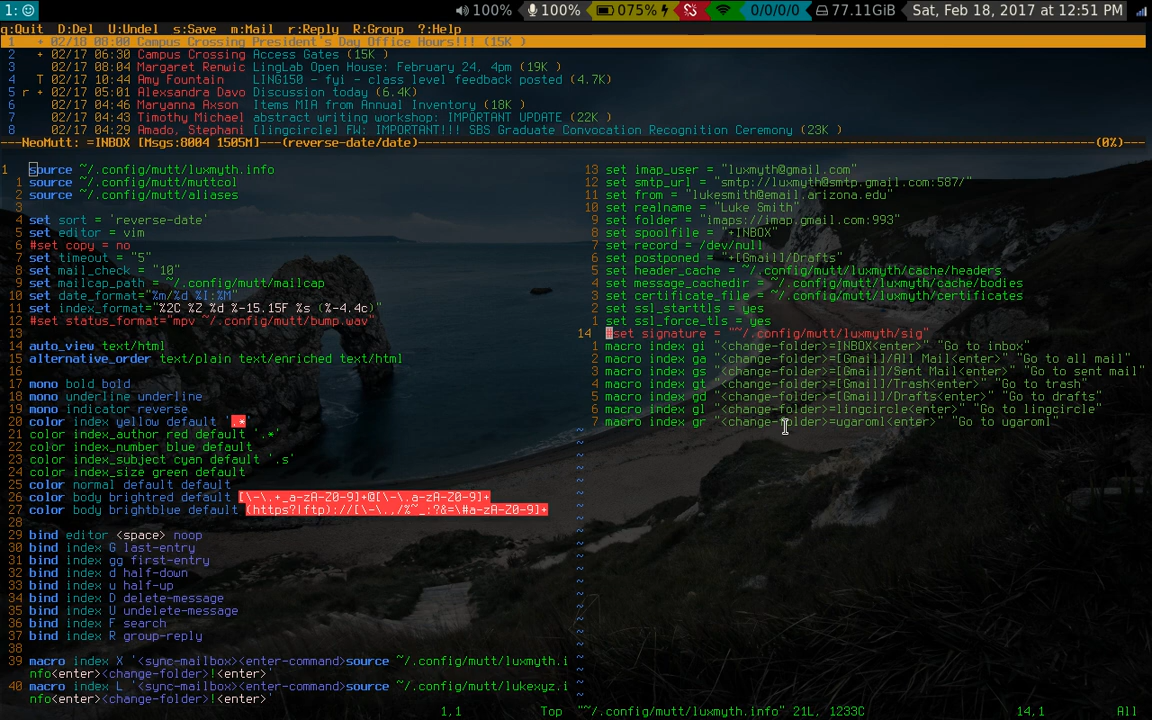 1: ☺
100% 100% 075% 0/0/0/0 77.11GiB Sat, Feb 18, 2017 at 12:51 PM
q:Quit  D:Del  U:Undel  s:Save  m:Mail  r:Reply  R:Group  ?:Help
1   + 02/18 08:00 Campus Crossing President's Day Office Hours!!! (15K )
2   + 02/17 06:30 Campus Crossing Access Gates (15K )
3     02/17 08:04 Margaret Renwic LingLab Open House: February 24, 4pm (19K )
4   T 02/17 10:44 Amy Fountain    LING150 - fyi - class level feedback posted (4.7K)
5 r + 02/17 05:01 Alexsandra Davo Discussion today (6.4K)
6     02/17 04:46 Maryanna Axson  Items MIA from Annual Inventory (18K )
7     02/17 04:43 Timothy Michael abstract writing workshop: IMPORTANT UPDATE (22K )
8     02/17 04:29 Amado, Stephani [lingcircle] FW: IMPORTANT!!! SBS Graduate Convocation Recognition Ceremony (23K )
---NeoMutt: =INBOX [Msgs:8004 1505M]---(reverse-date/date)---(0%)---
1 source ~/.config/mutt/luxmyth.info
1 source ~/.config/mutt/muttcol
2 source ~/.config/mutt/aliases
3
4 set sort = 'reverse-date'
5 set editor = vim
6 #set copy = no
7 set timeout = "5"
8 set mail_check = "10"
9 set mailcap_path = ~/.config/mutt/mailcap
10 set date_format="%m/%d %I:%M"
11 set index_format="%2C %Z %d %-15.15F %s (%-4.4c)"
12 #set status_format="mpv ~/.config/mutt/bump.wav"
13
14 auto_view text/html
15 alternative_order text/plain text/enriched text/html
16
17 mono bold bold
18 mono underline underline
19 mono indicator reverse
20 color index yellow default '.*'
21 color index_author red default '.*'
22 color index_number blue default
23 color index_subject cyan default '.s'
24 color index_size green default
25 color normal default default
26 color body brightred default [\-\.+_a-zA-Z0-9]+@[\-\.a-zA-Z0-9]+
27 color body brightblue default (https?|ftp)://[\-\.,/%~_:?&=\#a-zA-Z0-9]+
28
29 bind editor <space> noop
30 bind index G last-entry
31 bind index gg first-entry
32 bind index d half-down
33 bind index u half-up
34 bind index D delete-message
35 bind index U undelete-message
36 bind index F search
37 bind index R group-reply
38
39 macro index X '<sync-mailbox><enter-command>source ~/.config/mutt/luxmyth.i
nfo<enter><change-folder>!<enter>'
40 macro index L '<sync-mailbox><enter-command>source ~/.config/mutt/lukexyz.i
nfo<enter><change-folder>!<enter>'
1,1 Top
13 set imap_user = "luxmyth@gmail.com"
12 set smtp_url = "smtp://luxmyth@smtp.gmail.com:587/"
11 set from = "lukesmith@email.arizona.edu"
10 set realname = "Luke Smith"
9 set folder = "imaps://imap.gmail.com:993"
8 set spoolfile = "+INBOX"
7 set record = /dev/null
6 set postponed = "+[Gmail]/Drafts"
5 set header_cache = ~/.config/mutt/luxmyth/cache/headers
4 set message_cachedir = ~/.config/mutt/luxmyth/cache/bodies
3 set certificate_file = ~/.config/mutt/luxmyth/certificates
2 set ssl_starttls = yes
1 set ssl_force_tls = yes
14 #set signature = "~/.config/mutt/luxmyth/sig"
1 macro index gi "<change-folder>=INBOX<enter>" "Go to inbox"
2 macro index ga "<change-folder>=[Gmail]/All Mail<enter>" "Go to all mail"
3 macro index gs "<change-folder>=[Gmail]/Sent Mail<enter>" "Go to sent mail"
4 macro index gt "<change-folder>=[Gmail]/Trash<enter>" "Go to trash"
5 macro index gd "<change-folder>=[Gmail]/Drafts<enter>" "Go to drafts"
6 macro index gl "<change-folder>=lingcircle<enter>" "Go to lingcircle"
7 macro index gr "<change-folder>=ugaroml<enter>" "Go to ugaroml"
"~/.config/mutt/luxmyth.info" 21L, 1233C 14,1 All